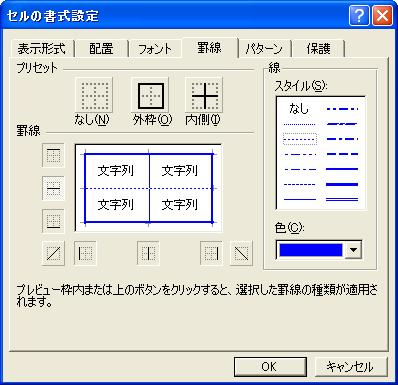 セルの書式設定
表示形式 配置 フォント 罫線 パターン 保護
プリセット
なし(N) 外枠(O) 内側(I)
罫線
文字列 文字列
文字列 文字列
線
スタイル(S):
なし
色(C):
プレビュー枠内または上のボタンをクリックすると、選択した罫線の種類が適用さ
れます。
OK キャンセル